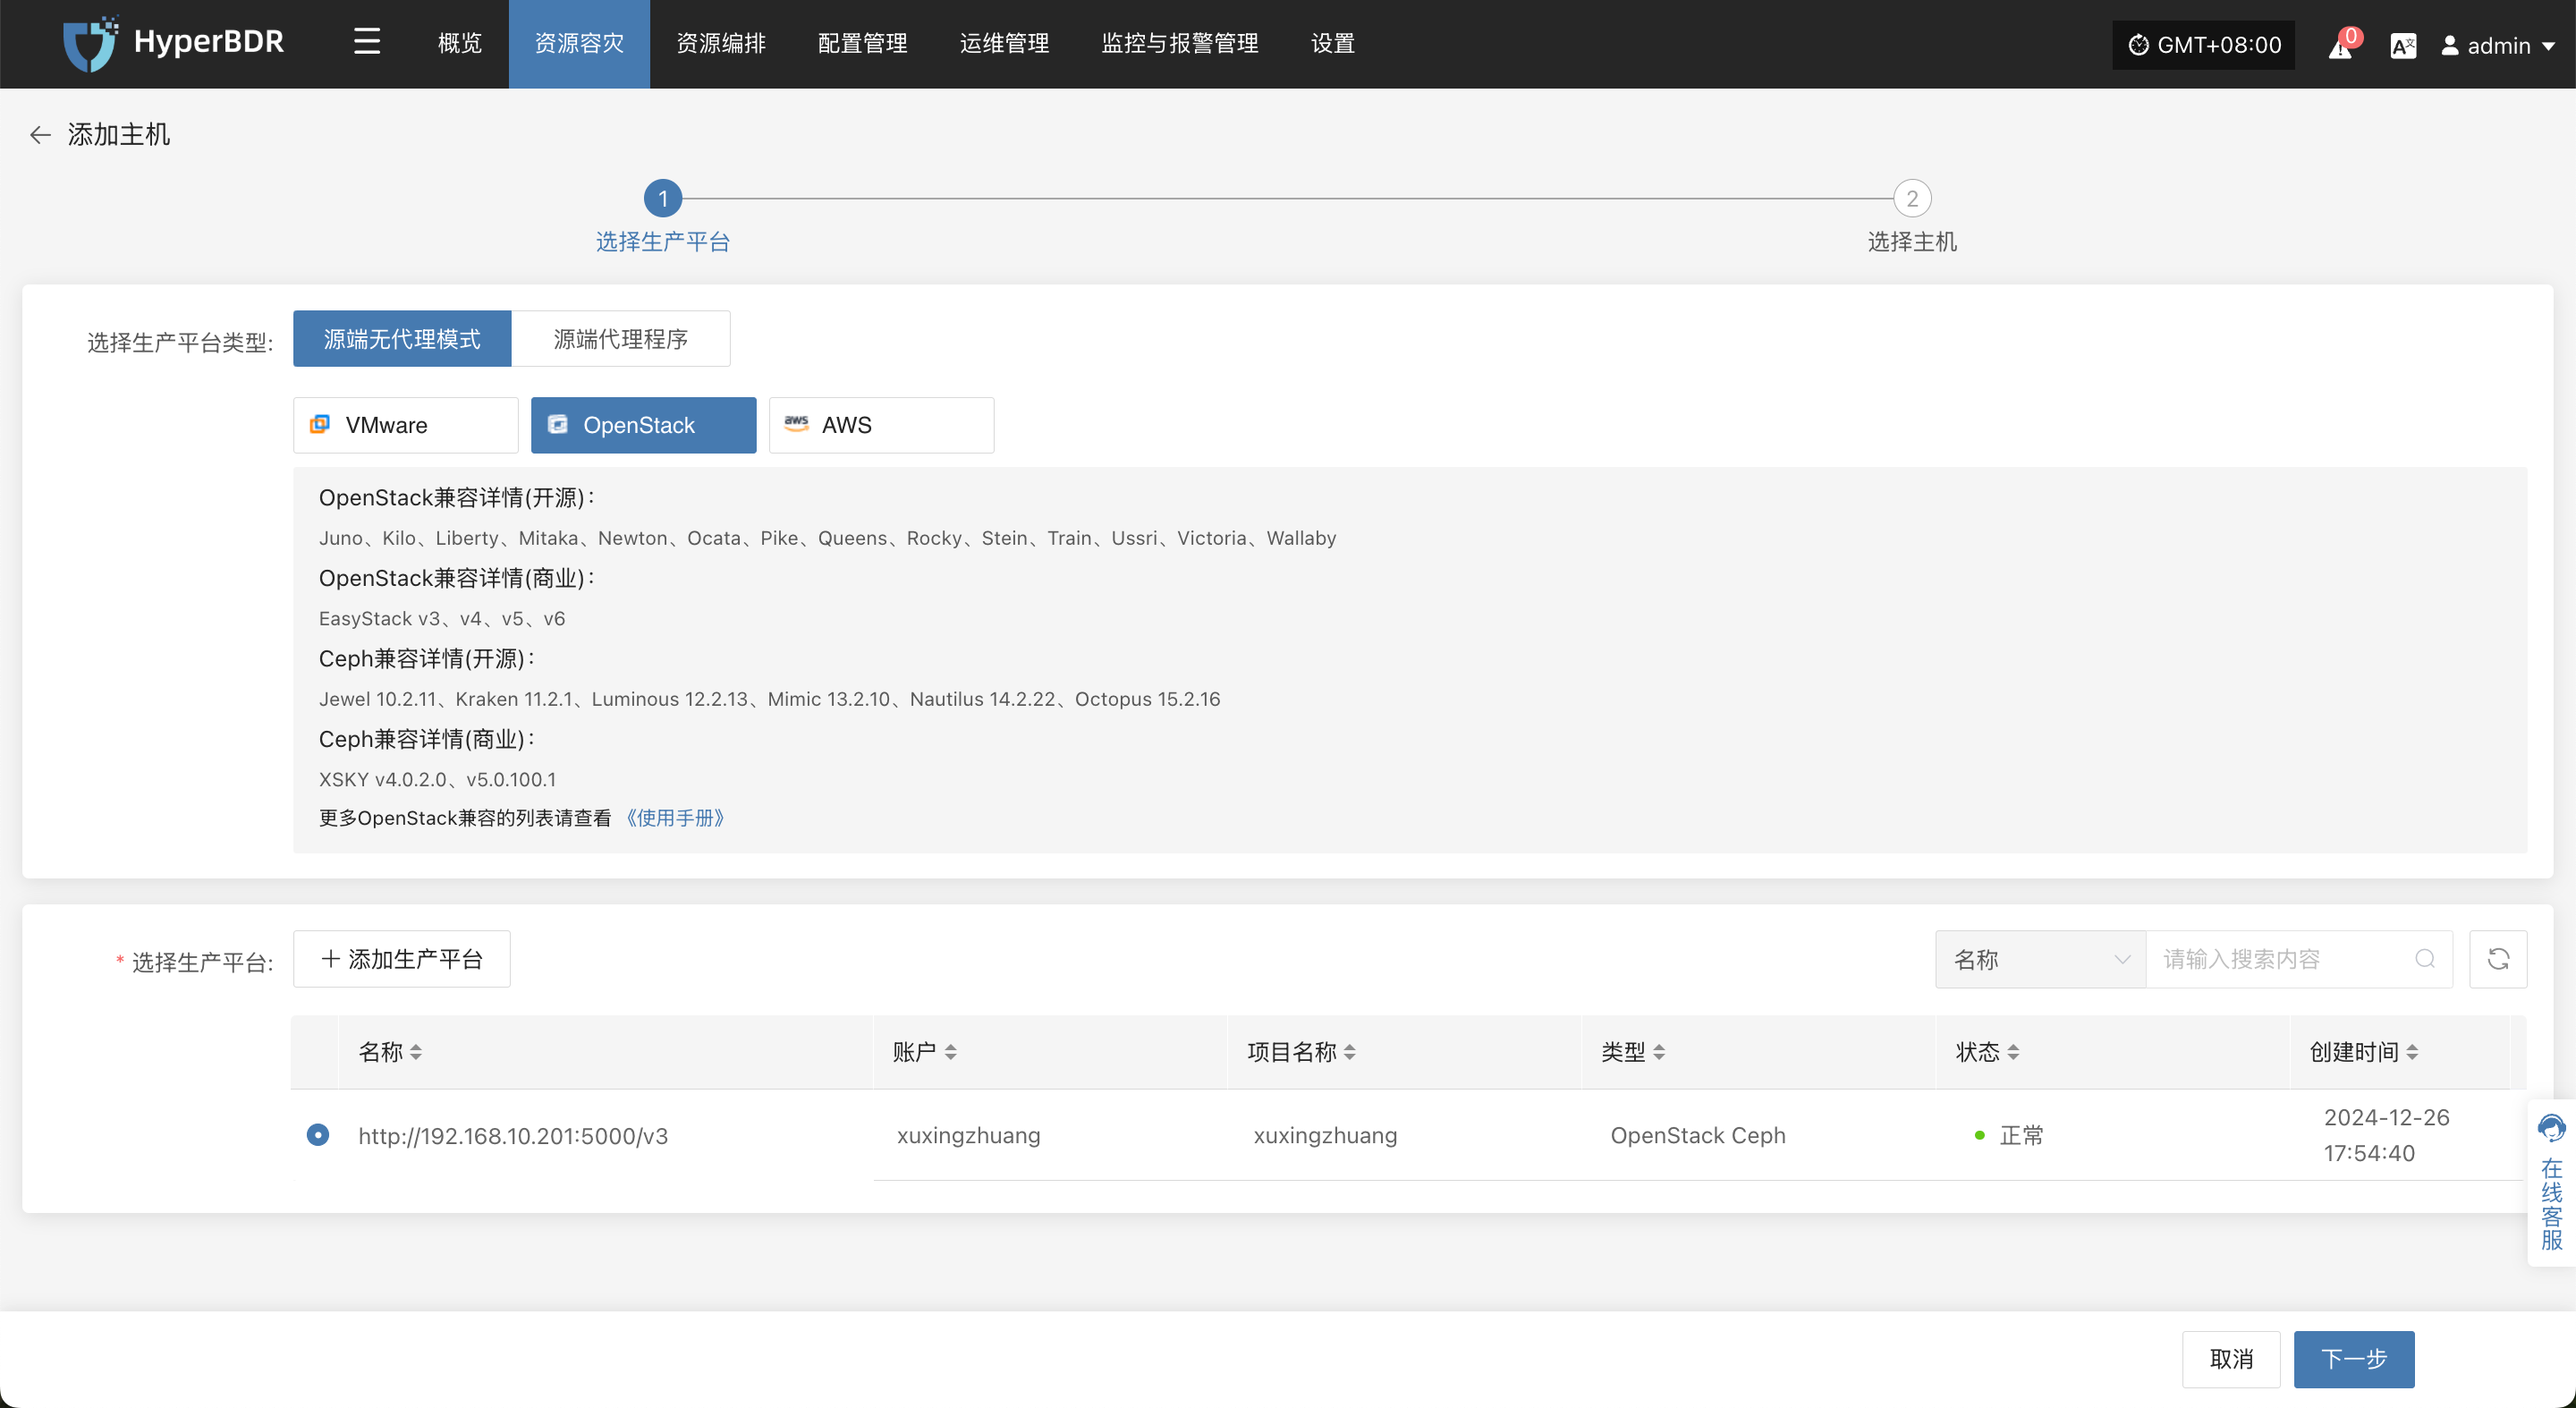 HyperBDR
概览
资源容灾
资源编排
配置管理
运维管理
监控与报警管理
设置
GMT+08:00
0
admin
添加主机
1
2
选择生产平台
选择主机
选择生产平台类型:
源端无代理模式
源端代理程序
VMware
OpenStack
aws AWS
OpenStack兼容详情(开源):
Juno、Kilo、Liberty、Mitaka、Newton、Ocata、Pike、Queens、Rocky、Stein、Train、Ussri、Victoria、Wallaby
OpenStack兼容详情(商业):
EasyStack v3、v4、v5、v6
Ceph兼容详情(开源):
Jewel 10.2.11、Kraken 11.2.1、Luminous 12.2.13、Mimic 13.2.10、Nautilus 14.2.22、Octopus 15.2.16
Ceph兼容详情(商业):
XSKY v4.0.2.0、v5.0.100.1
更多OpenStack兼容的列表请查看 《使用手册》
* 选择生产平台:
添加生产平台
名称
请输入搜索内容
名称
账户
项目名称
类型
状态
创建时间
http://192.168.10.201:5000/v3
xuxingzhuang
xuxingzhuang
OpenStack Ceph
正常
2024-12-26
17:54:40
在线客服
取消
下一步